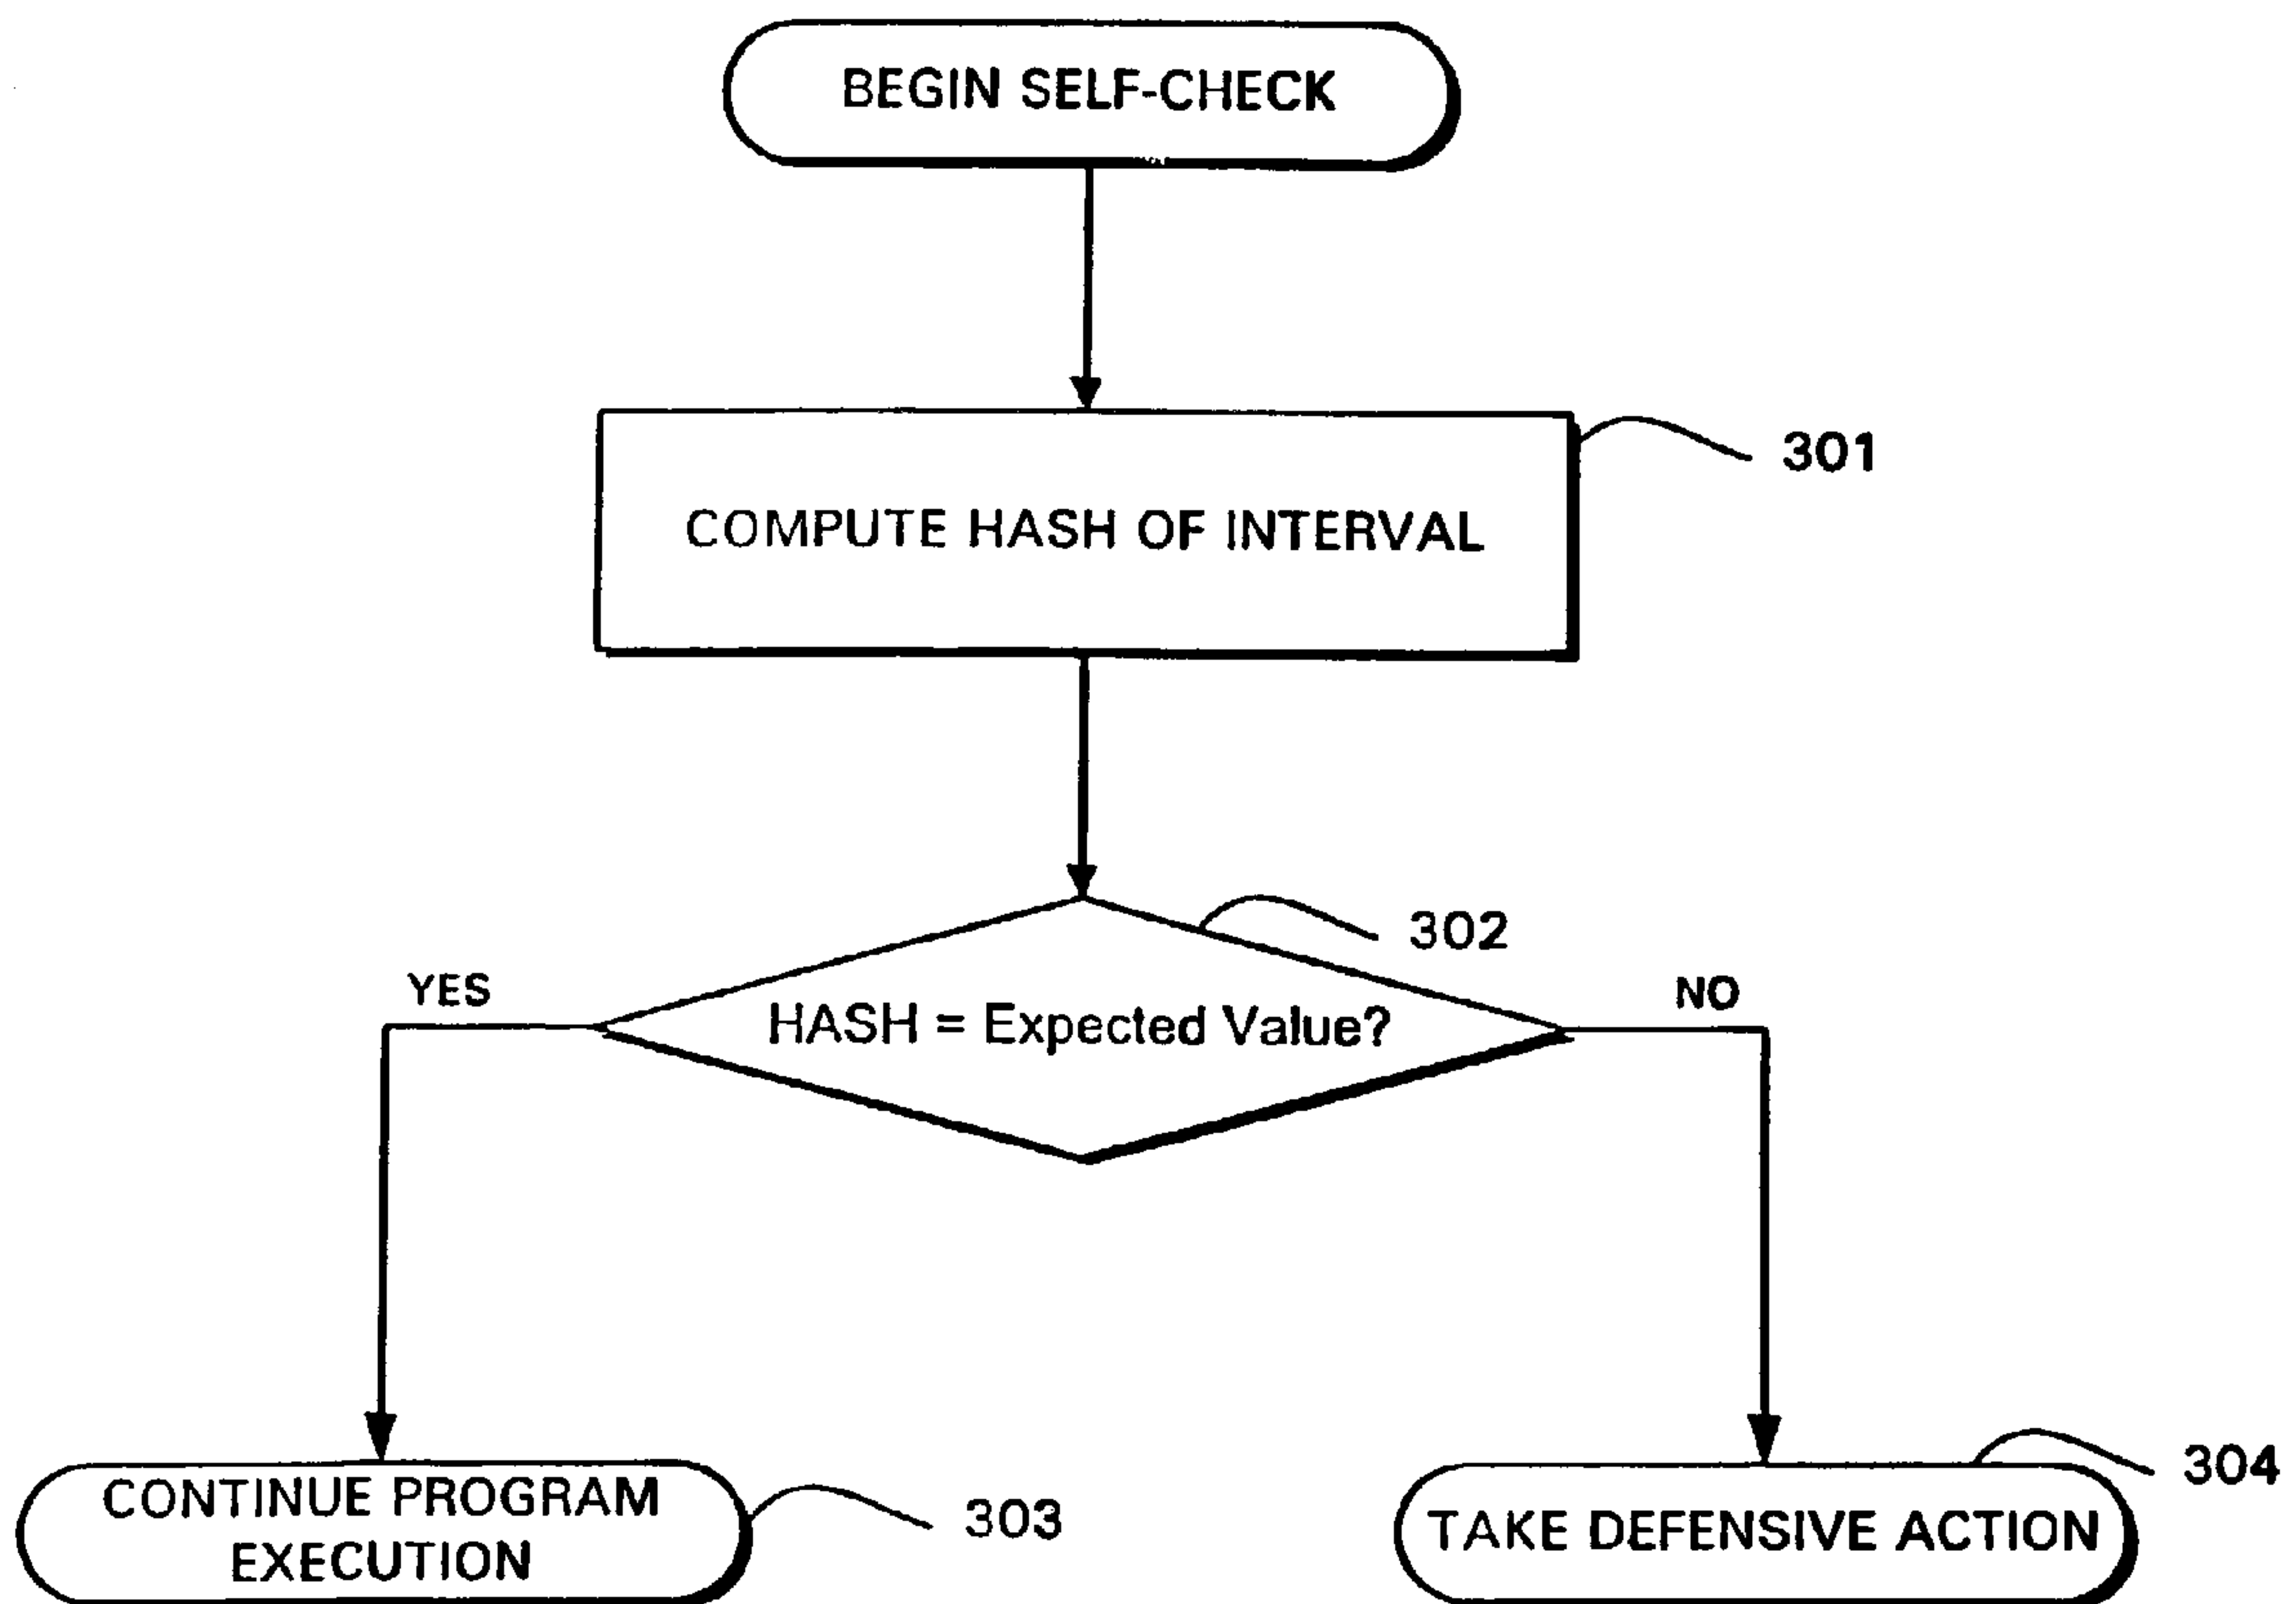 BEGIN SELF-CHECK
301
COMPUTE HASH OF INTERVAL
302
YES
NO
HASH = Expected Value?
CONTINUE PROGRAM
EXECUTION
303
TAKE DEFENSIVE ACTION
304